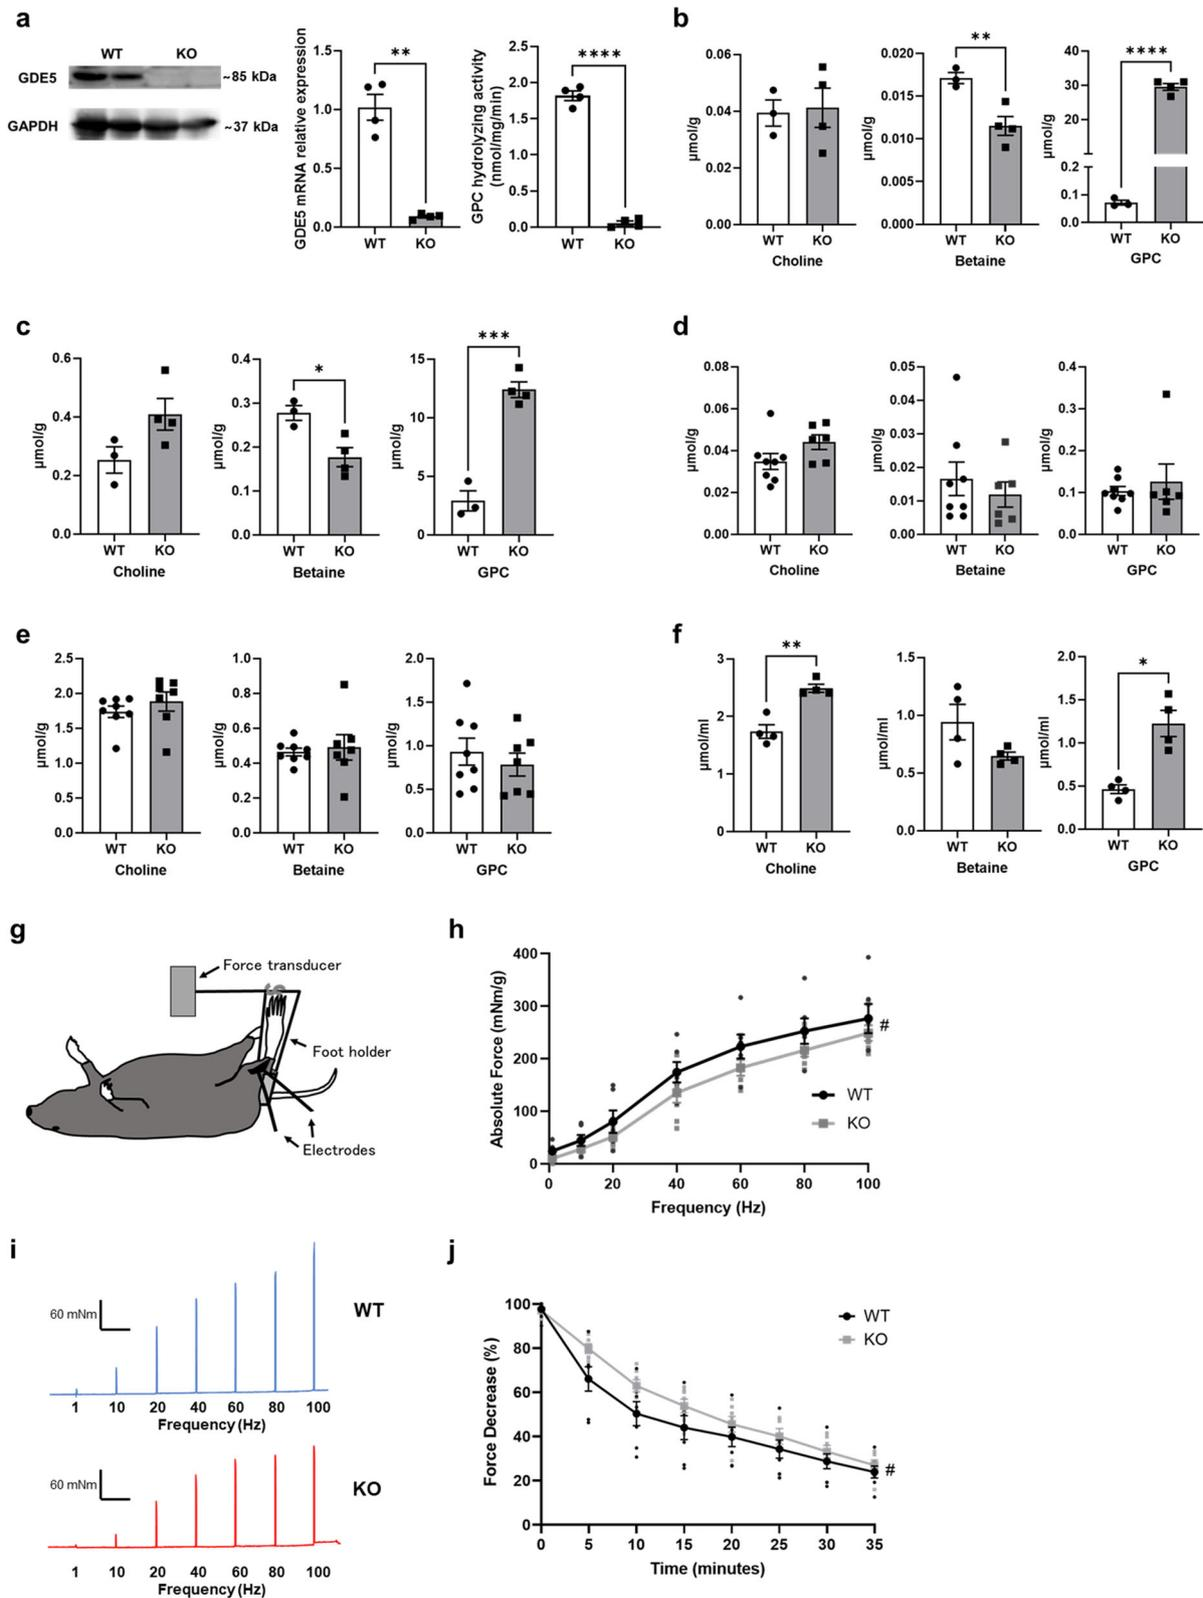 a
WT KO
GDE5 ~85 kDa
GAPDH ~37 kDa
GDE5 mRNA relative expression
1.5
1.0
0.5
0.0
**
WT KO
GPC hydrolyzing activity
(nmol/mg/min)
2.5
2.0
1.5
1.0
0.5
0.0
****
WT KO
b
µmol/g
0.06
0.04
0.02
0.00
WT KO
Choline
µmol/g
0.020
0.015
0.010
0.005
0.000
**
WT KO
Betaine
µmol/g
40
30
20
0.2
0.1
0.0
****
WT KO
GPC
c
µmol/g
0.6
0.4
0.2
0.0
WT KO
Choline
µmol/g
0.4
0.3
0.2
0.1
0.0
*
WT KO
Betaine
µmol/g
15
10
5
0
***
WT KO
GPC
d
µmol/g
0.08
0.06
0.04
0.02
0.00
WT KO
Choline
µmol/g
0.05
0.04
0.03
0.02
0.01
0.00
WT KO
Betaine
µmol/g
0.4
0.3
0.2
0.1
0.0
WT KO
GPC
e
µmol/g
2.5
2.0
1.5
1.0
0.5
0.0
WT KO
Choline
µmol/g
1.0
0.8
0.6
0.4
0.2
0.0
WT KO
Betaine
µmol/g
2.0
1.5
1.0
0.5
0.0
WT KO
GPC
f
µmol/ml
3
2
1
0
**
WT KO
Choline
µmol/ml
1.5
1.0
0.5
0.0
WT KO
Betaine
µmol/ml
2.0
1.5
1.0
0.5
0.0
*
WT KO
GPC
g
Force transducer
Foot holder
Electrodes
h
Absolute Force (mNm/g)
400
300
200
100
0
#
WT
KO
0 20 40 60 80 100
Frequency (Hz)
i
60 mNm
WT
1 10 20 40 60 80 100
Frequency (Hz)
60 mNm
KO
1 10 20 40 60 80 100
Frequency (Hz)
j
Force Decrease (%)
100
80
60
40
20
0
WT
KO
#
0 5 10 15 20 25 30 35
Time (minutes)